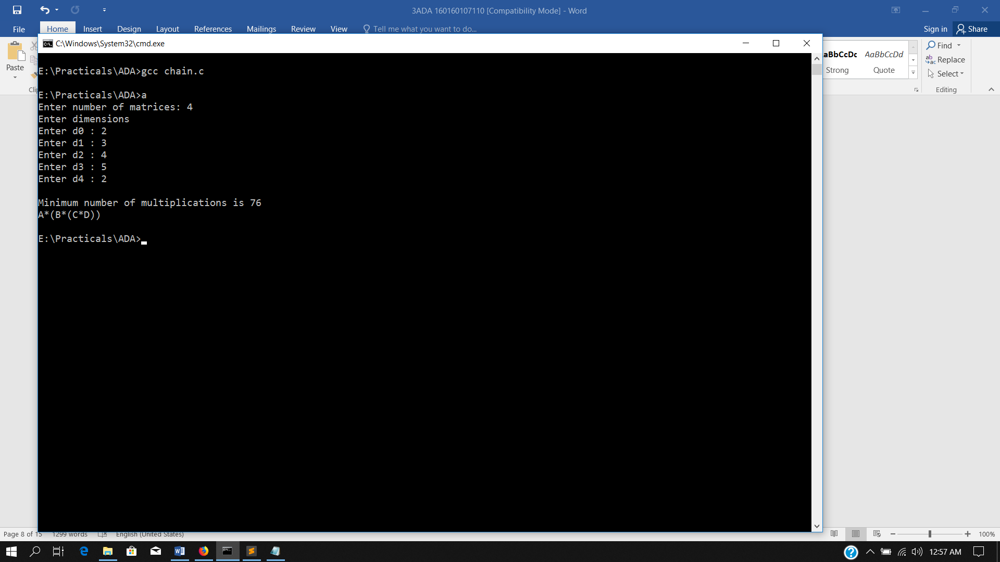 3ADA 160160107110 [Compatibility Mode] - Word
File Home Insert Design Layout References Mailings Review View Tell me what you want to do... Sign in Share
C:\Windows\System32\cmd.exe
Paste
AaBbCcDd
Strong Quote
Find
Replace
Select
Editing
E:\Practicals\ADA>gcc chain.c
E:\Practicals\ADA>a
Enter number of matrices: 4
Enter dimensions
Enter d0 : 2
Enter d1 : 3
Enter d2 : 4
Enter d3 : 5
Enter d4 : 2
Minimum number of multiplications is 76
A*(B*(C*D))
E:\Practicals\ADA>
Page 8 of 15 1299 words English (United States) 100%
12:57 AM